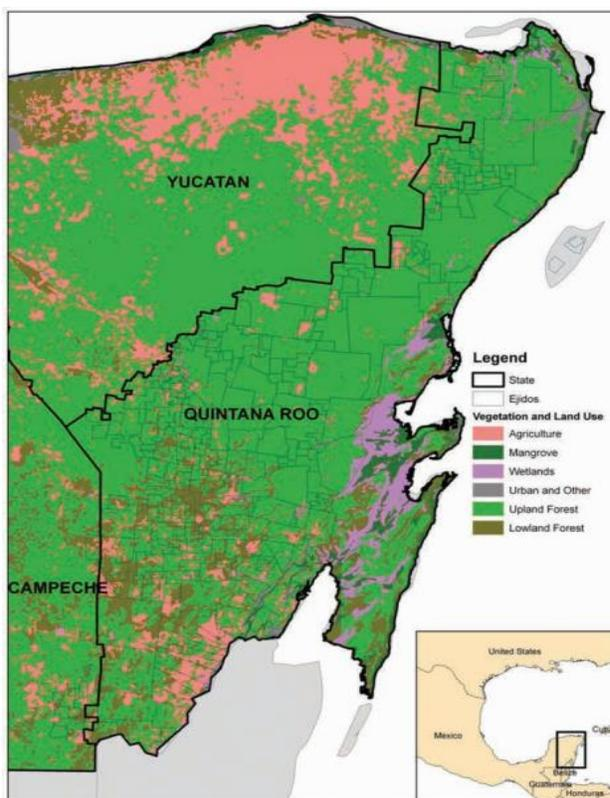 YUCATAN
QUINTANA ROO
CAMPECHE
Legend
State
Ejidos
Vegetation and Land Use
Agriculture
Mangrove
Wetlands
Urban and Other
Upland Forest
Lowland Forest
United States
Mexico
Belize
Guatemala
Honduras